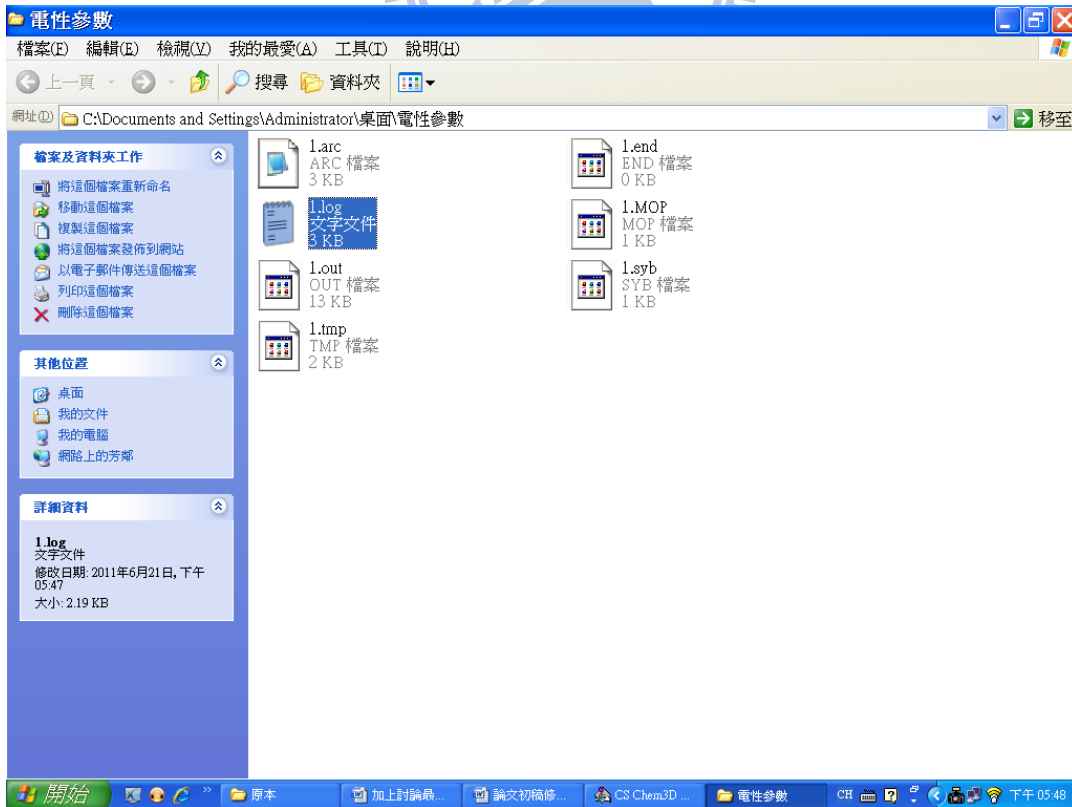 電性參數
檔案(F) 編輯(E) 檢視(V) 我的最愛(A) 工具(T) 說明(H)
上一頁 搜尋 資料夾
網址(D) C:\Documents and Settings\Administrator\桌面\電性參數 移至
檔案及資料夾工作
將這個檔案重新命名
移動這個檔案
複製這個檔案
將這個檔案發佈到網站
以電子郵件傳送這個檔案
列印這個檔案
刪除這個檔案
其他位置
桌面
我的文件
我的電腦
網路上的芳鄰
詳細資料
1.log
文字文件
修改日期: 2011年6月21日, 下午
05:47
大小: 2.19 KB
1.arc
ARC 檔案
3 KB
1.end
END 檔案
0 KB
1.log
文字文件
3 KB
1.MOP
MOP 檔案
1 KB
1.out
OUT 檔案
13 KB
1.syb
SYB 檔案
1 KB
1.tmp
TMP 檔案
2 KB
開始 原本 加上討論最... 論文初稿修... CS Chem3D ... 電性參數 CH 下午 05:48